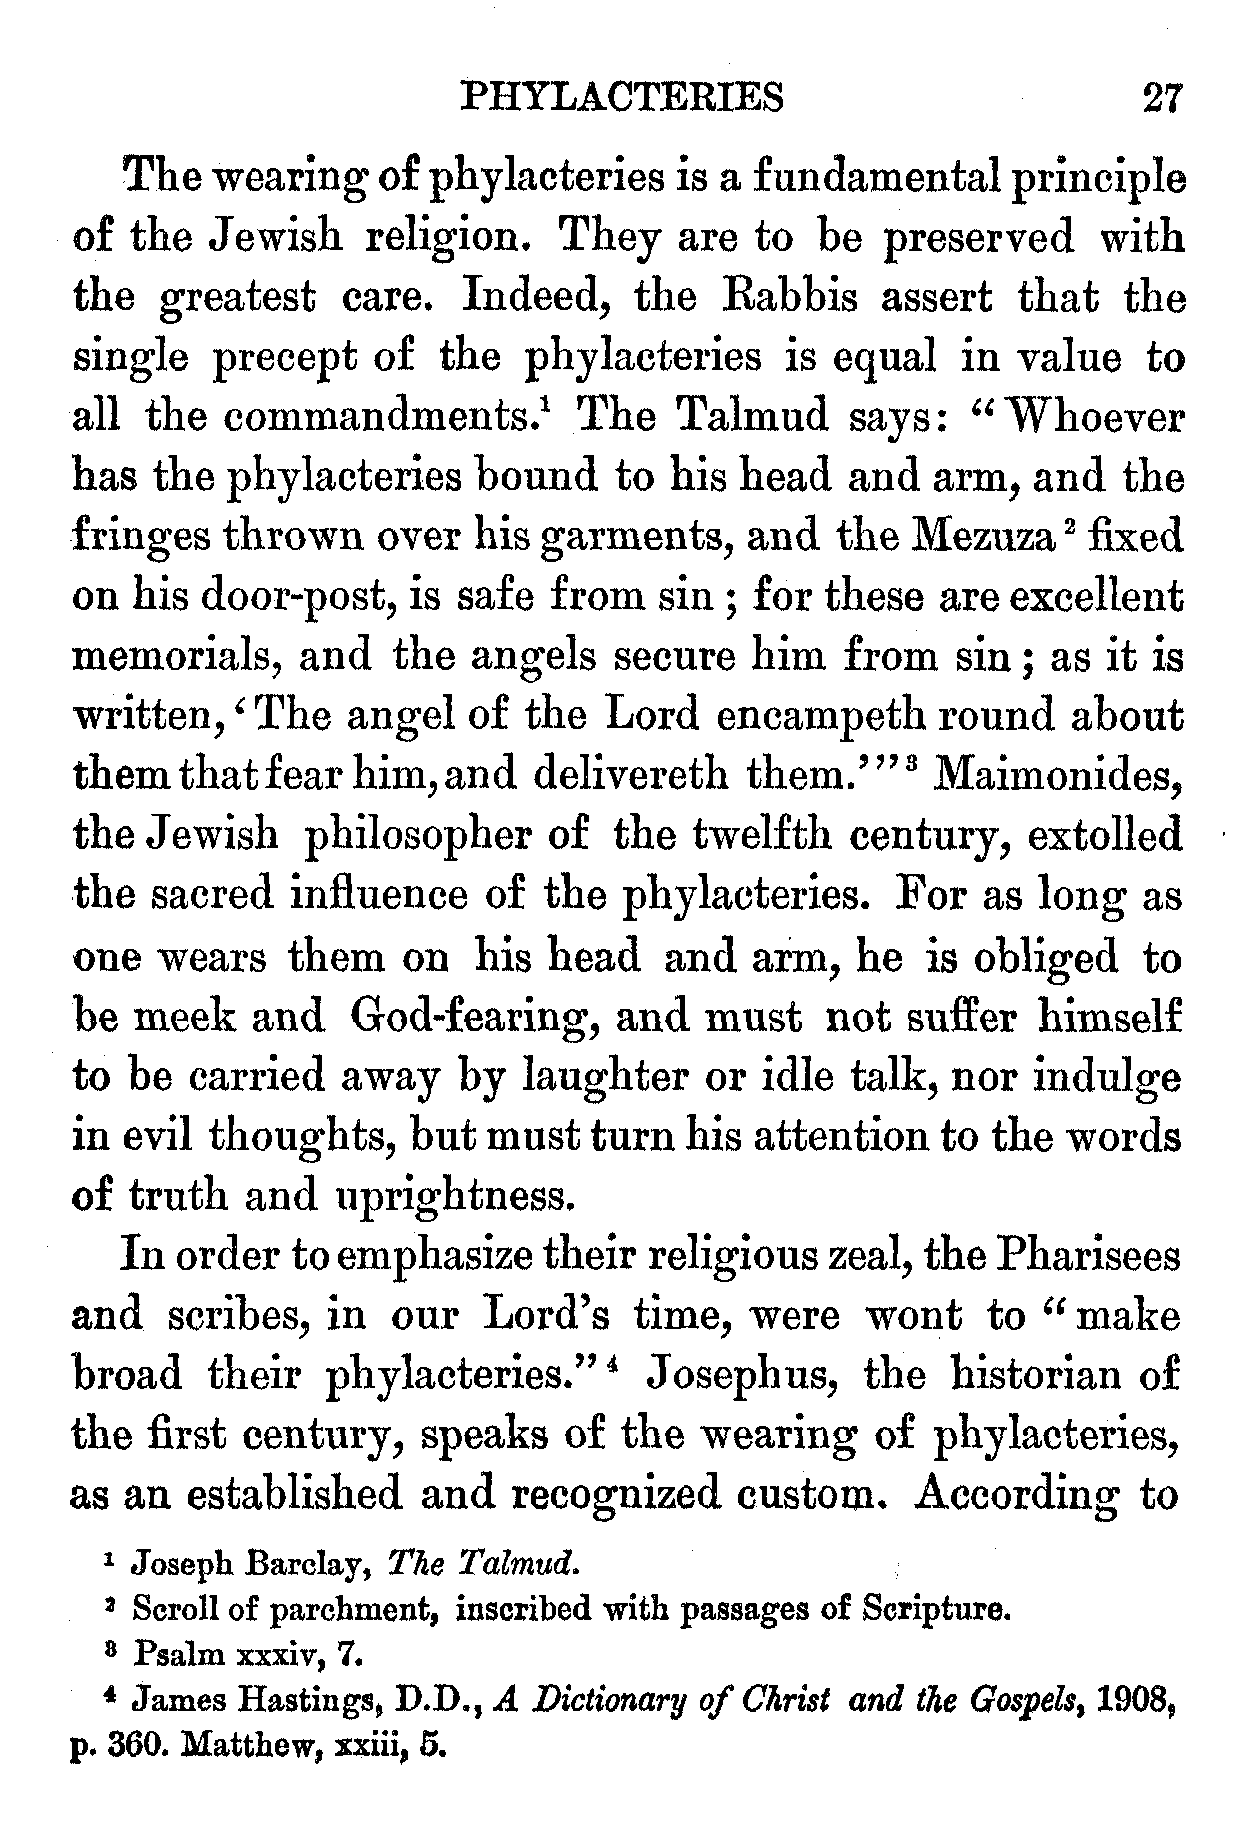 PHYLACTERIES 27
The wearing of phylacteries is a fundamental principle
of the Jewish religion. They are to be preserved with
the greatest care. Indeed, the Rabbis assert that the
single precept of the phylacteries is equal in value to
all the commandments.¹ The Talmud says: “Whoever
has the phylacteries bound to his head and arm, and the
fringes thrown over his garments, and the Mezuza² fixed
on his door-post, is safe from sin; for these are excellent
memorials, and the angels secure him from sin; as it is
written, ‘The angel of the Lord encampeth round about
them that fear him, and delivereth them.’”³ Maimonides,
the Jewish philosopher of the twelfth century, extolled
the sacred influence of the phylacteries. For as long as
one wears them on his head and arm, he is obliged to
be meek and God-fearing, and must not suffer himself
to be carried away by laughter or idle talk, nor indulge
in evil thoughts, but must turn his attention to the words
of truth and uprightness.
In order to emphasize their religious zeal, the Pharisees
and scribes, in our Lord’s time, were wont to “make
broad their phylacteries.”⁴ Josephus, the historian of
the first century, speaks of the wearing of phylacteries,
as an established and recognized custom. According to
¹ Joseph Barclay, The Talmud.
² Scroll of parchment, inscribed with passages of Scripture.
³ Psalm xxxiv, 7.
⁴ James Hastings, D.D., A Dictionary of Christ and the Gospels, 1908,
p. 360. Matthew, xxiii, 5.